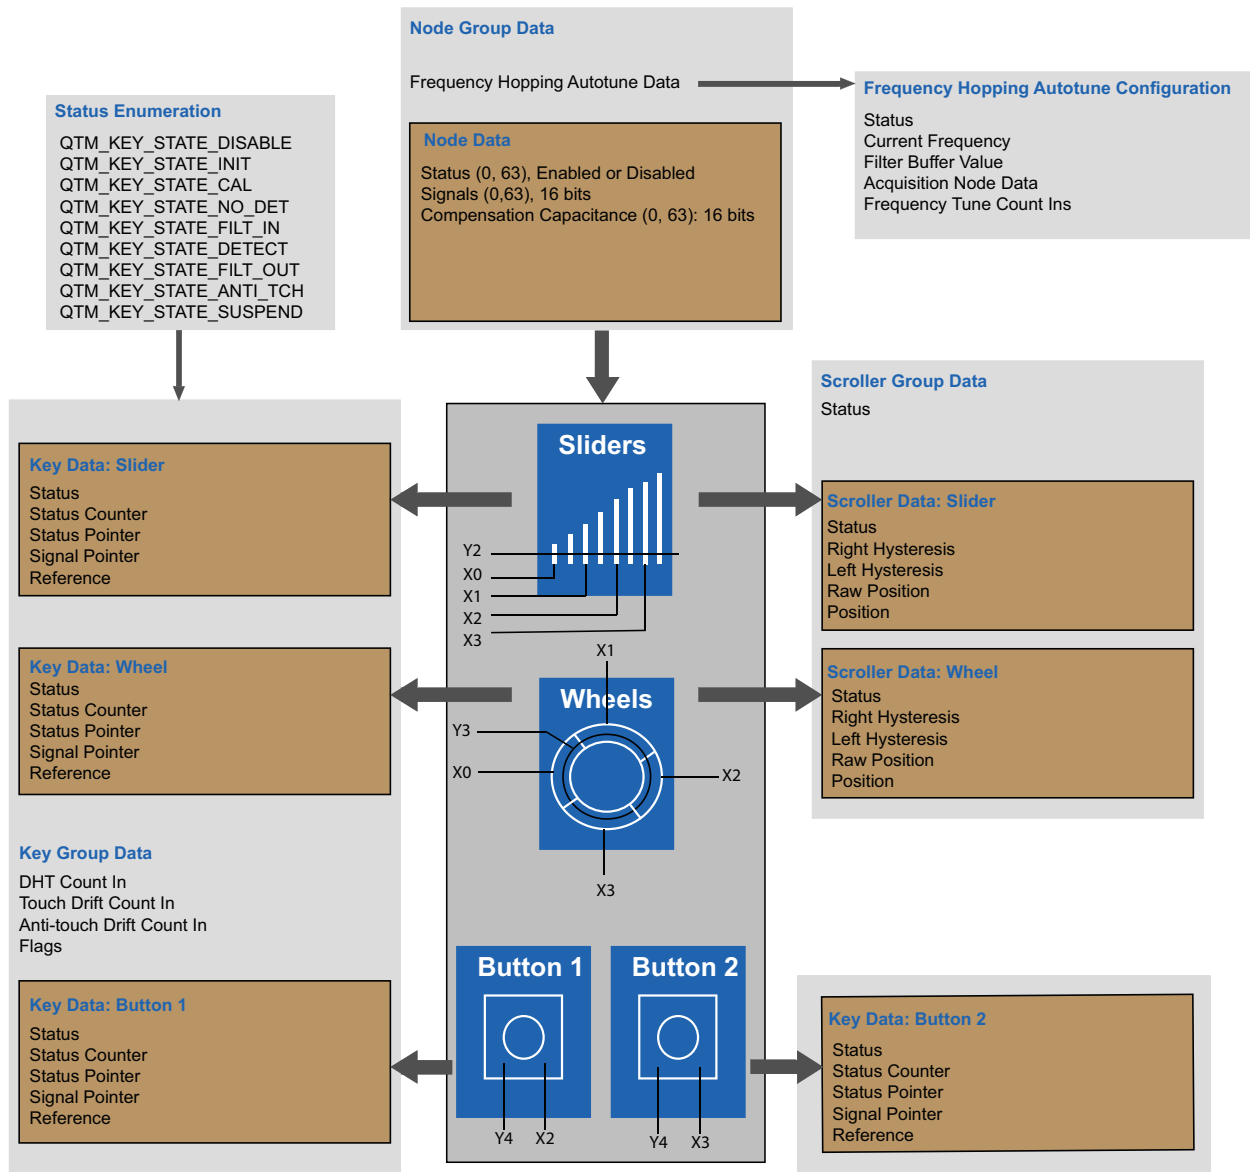 Node Group Data
Frequency Hopping Autotune Data
Node Data
Status (0, 63), Enabled or Disabled
Signals (0,63), 16 bits
Compensation Capacitance (0, 63): 16 bits
Frequency Hopping Autotune Configuration
Status
Current Frequency
Filter Buffer Value
Acquisition Node Data
Frequency Tune Count Ins
Status Enumeration
QTM_KEY_STATE_DISABLE
QTM_KEY_STATE_INIT
QTM_KEY_STATE_CAL
QTM_KEY_STATE_NO_DET
QTM_KEY_STATE_FILT_IN
QTM_KEY_STATE_DETECT
QTM_KEY_STATE_FILT_OUT
QTM_KEY_STATE_ANTI_TCH
QTM_KEY_STATE_SUSPEND
Key Data: Slider
Status
Status Counter
Status Pointer
Signal Pointer
Reference
Key Data: Wheel
Status
Status Counter
Status Pointer
Signal Pointer
Reference
Key Group Data
DHT Count In
Touch Drift Count In
Anti-touch Drift Count In
Flags
Key Data: Button 1
Status
Status Counter
Status Pointer
Signal Pointer
Reference
Sliders
Y2
X0
X1
X2
X3
X1
Wheels
Y3
X0
X2
X3
Button 1
Y4 X2
Button 2
Y4 X3
Scroller Group Data
Status
Scroller Data: Slider
Status
Right Hysteresis
Left Hysteresis
Raw Position
Position
Scroller Data: Wheel
Status
Right Hysteresis
Left Hysteresis
Raw Position
Position
Key Data: Button 2
Status
Status Counter
Status Pointer
Signal Pointer
Reference